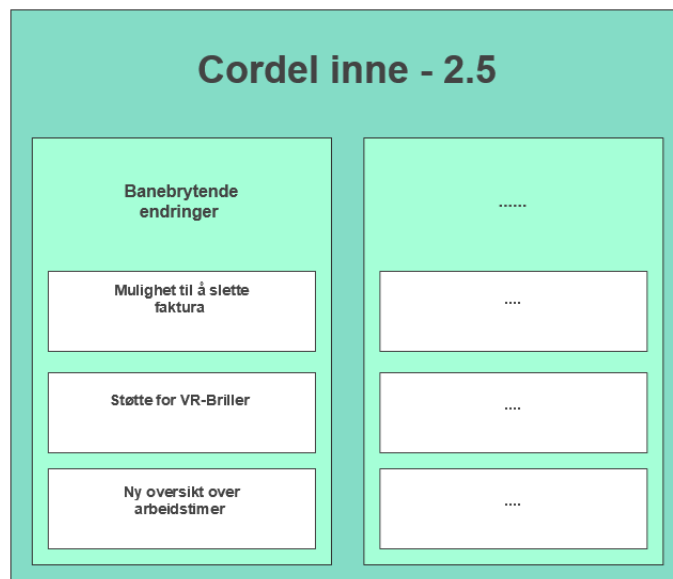 Cordel inne - 2.5
Banebrytende
endringer
Mulighet til å slette
faktura
Støtte for VR-Briller
Ny oversikt over
arbeidstimer
......
....
....
....